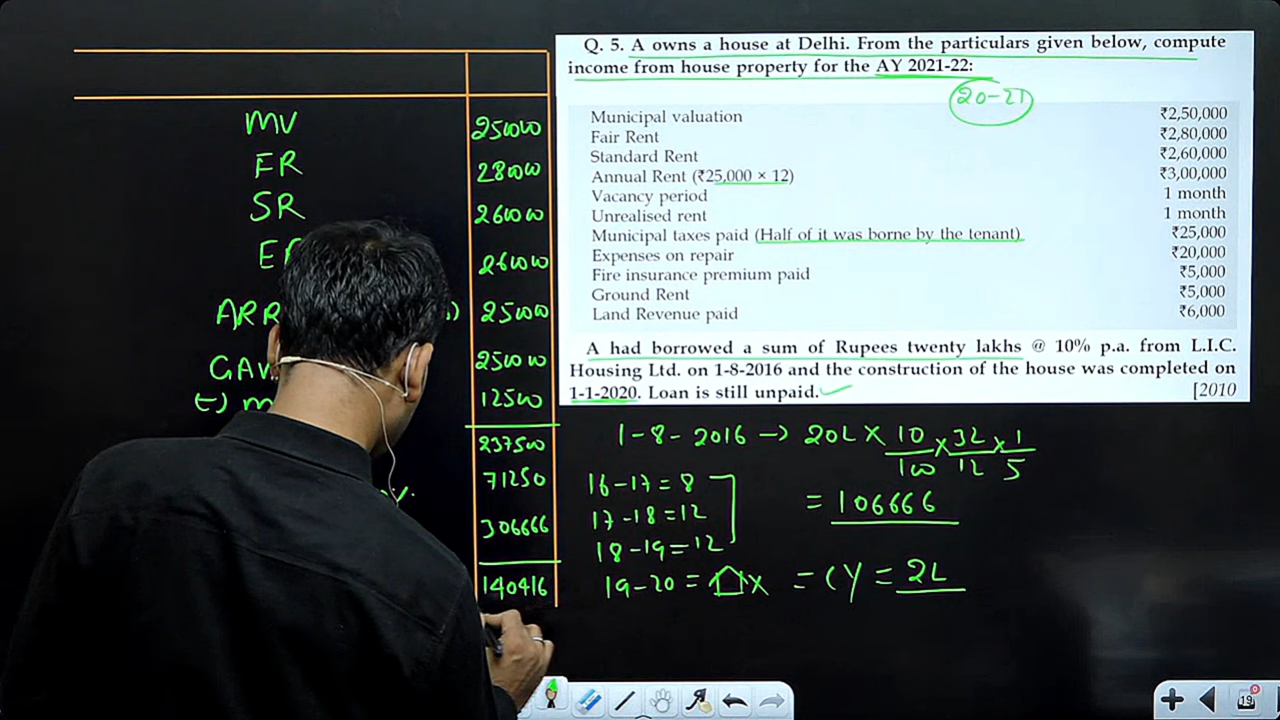 Q. 5. A owns a house at Delhi. From the particulars given below, compute
income from house property for the AY 2021-22:
20-21
Municipal valuation ₹2,50,000
Fair Rent ₹2,80,000
Standard Rent ₹2,60,000
Annual Rent (₹25,000 × 12) ₹3,00,000
Vacancy period 1 month
Unrealised rent 1 month
Municipal taxes paid (Half of it was borne by the tenant) ₹25,000
Expenses on repair ₹20,000
Fire insurance premium paid ₹5,000
Ground Rent ₹5,000
Land Revenue paid ₹6,000
A had borrowed a sum of Rupees twenty lakhs @ 10% p.a. from L.I.C.
Housing Ltd. on 1-8-2016 and the construction of the house was completed on
1-1-2020. Loan is still unpaid. [2010
MV 250000
FR 280000
SR 260000
260000
ARR
GAV 250000
(-) 12500
237500
71250
306666
140416
1-8-2016 → 20L × 10/100 × 32/12 × 1/5
16-17 = 8
17-18 = 12
18-19 = 12
= 106666
19-20 = X = CY = 2L
19